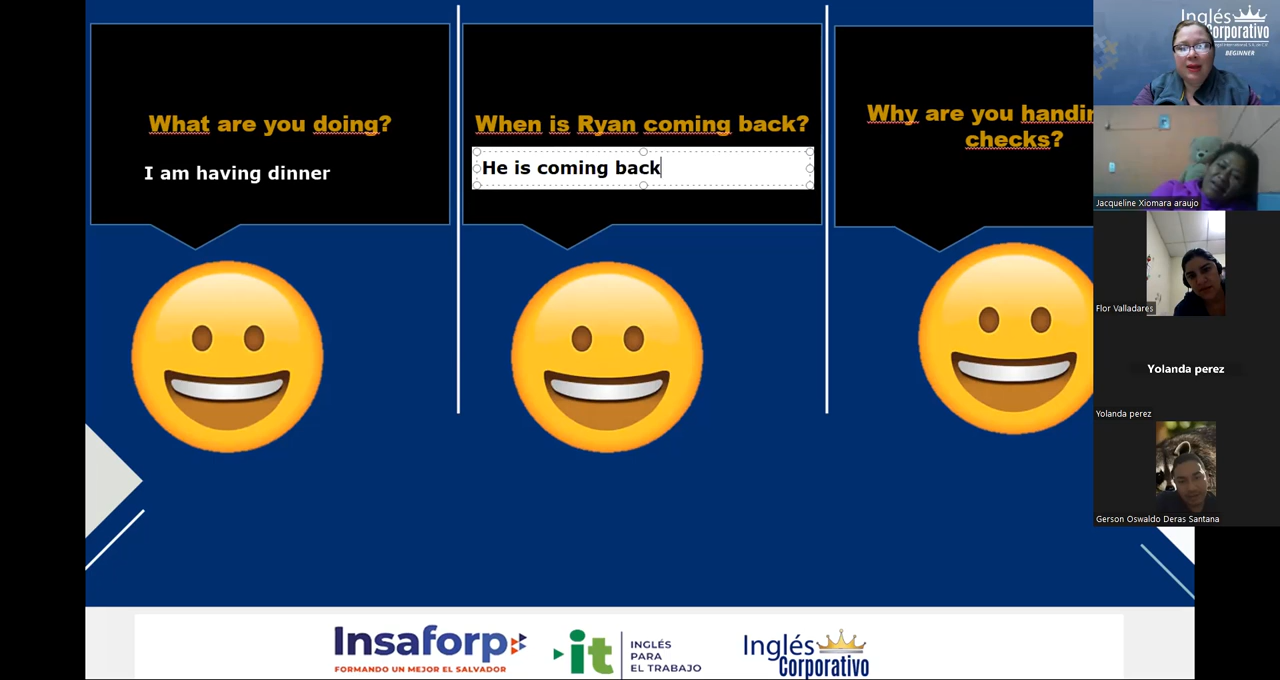 What are you doing?
I am having dinner
When is Ryan coming back?
He is coming back
Why are you
checks?
Inglés
Corporativo
BEGINNER
Jacqueline Xiomara araujo
Flor Valladares
Yolanda perez
Yolanda perez
Gerson Oswaldo Deras Santana
Insaforp
FORMANDO UN MEJOR EL SALVADOR
it
INGLÉS
PARA
EL TRABAJO
Inglés
Corporativo